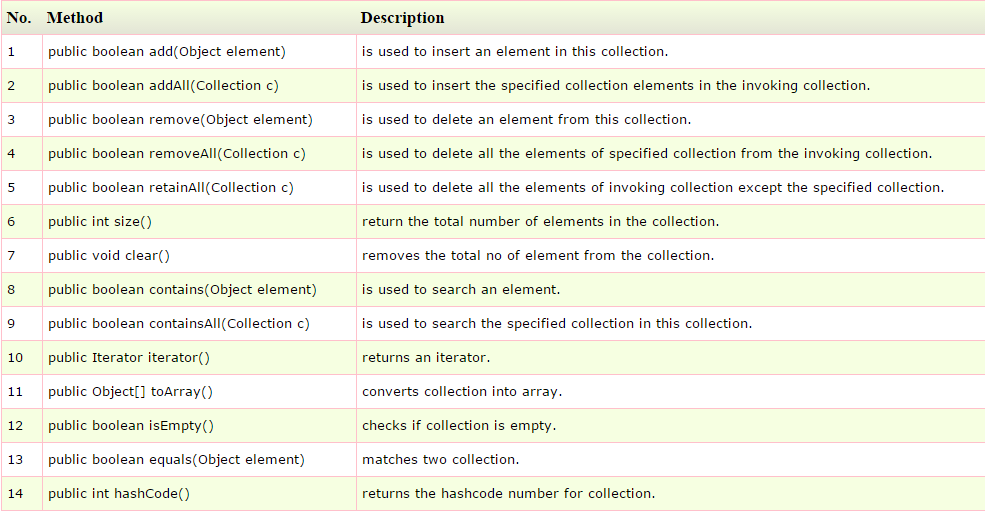 No. Method Description
1 public boolean add(Object element) is used to insert an element in this collection.
2 public boolean addAll(Collection c) is used to insert the specified collection elements in the invoking collection.
3 public boolean remove(Object element) is used to delete an element from this collection.
4 public boolean removeAll(Collection c) is used to delete all the elements of specified collection from the invoking collection.
5 public boolean retainAll(Collection c) is used to delete all the elements of invoking collection except the specified collection.
6 public int size() return the total number of elements in the collection.
7 public void clear() removes the total no of element from the collection.
8 public boolean contains(Object element) is used to search an element.
9 public boolean containsAll(Collection c) is used to search the specified collection in this collection.
10 public Iterator iterator() returns an iterator.
11 public Object[] toArray() converts collection into array.
12 public boolean isEmpty() checks if collection is empty.
13 public boolean equals(Object element) matches two collection.
14 public int hashCode() returns the hashcode number for collection.